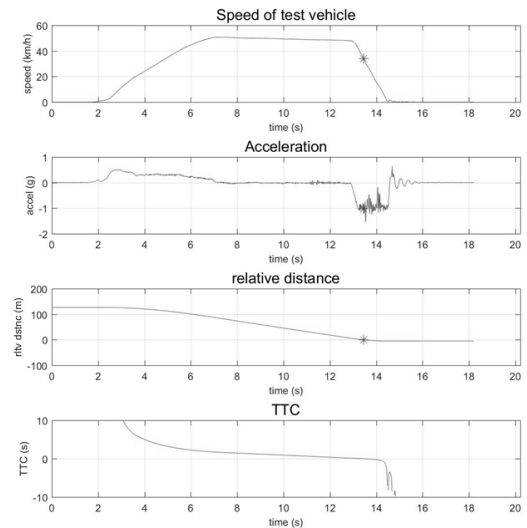 Speed of test vehicle
speed (km/h)
60
40
20
0
0 2 4 6 8 10 12 14 16 18 20
time (s)
Acceleration
accel (g)
1
0
-1
-2
0 2 4 6 8 10 12 14 16 18 20
time (s)
relative distance
rltv dstnc (m)
200
100
0
-100
0 2 4 6 8 10 12 14 16 18 20
time (s)
TTC
TTC (s)
10
0
-10
0 2 4 6 8 10 12 14 16 18 20
time (s)